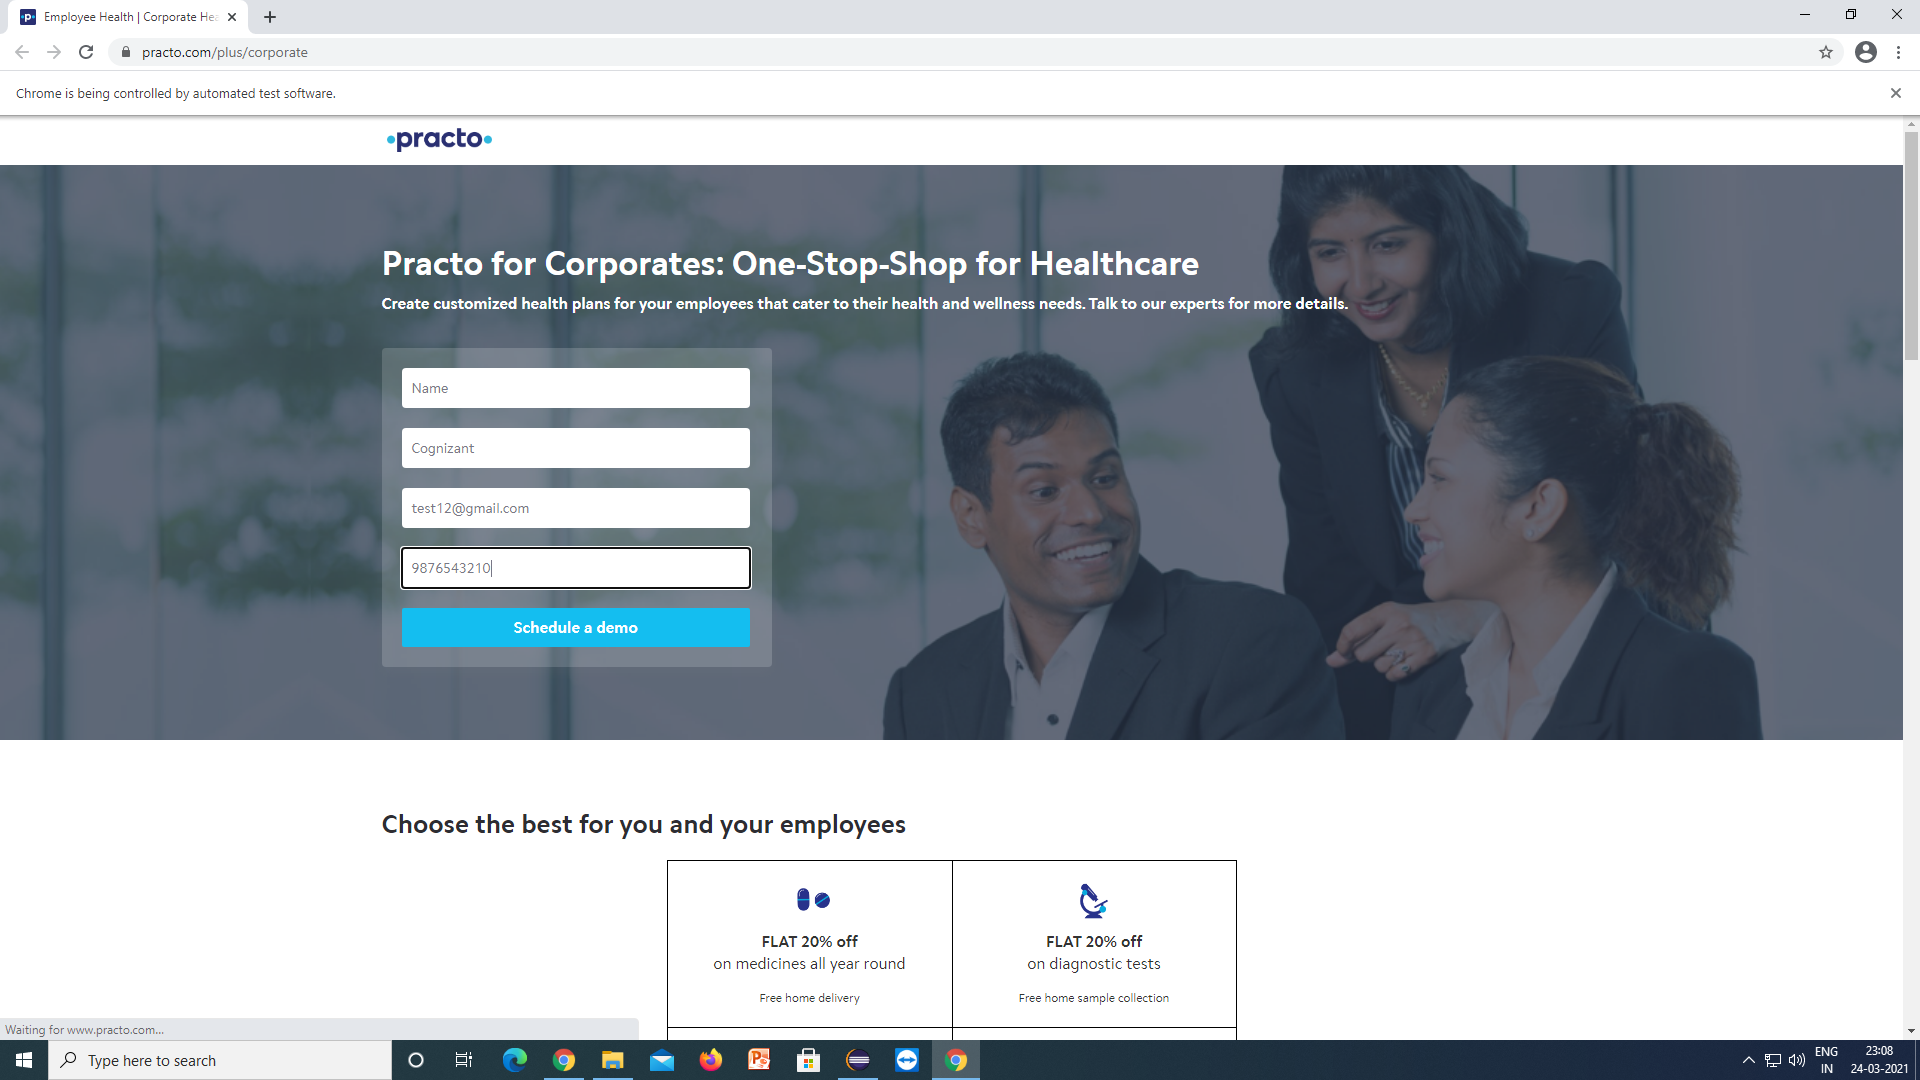 Employee Health | Corporate Hea
practo.com/plus/corporate
Chrome is being controlled by automated test software.
practo
Practo for Corporates: One-Stop-Shop for Healthcare
Create customized health plans for your employees that cater to their health and wellness needs. Talk to our experts for more details.
Name
Cognizant
test12@gmail.com
9876543210
Schedule a demo
Choose the best for you and your employees
FLAT 20% off
on medicines all year round
Free home delivery
FLAT 20% off
on diagnostic tests
Free home sample collection
Waiting for www.practo.com...
Type here to search
ENG
IN
23:08
24-03-2021